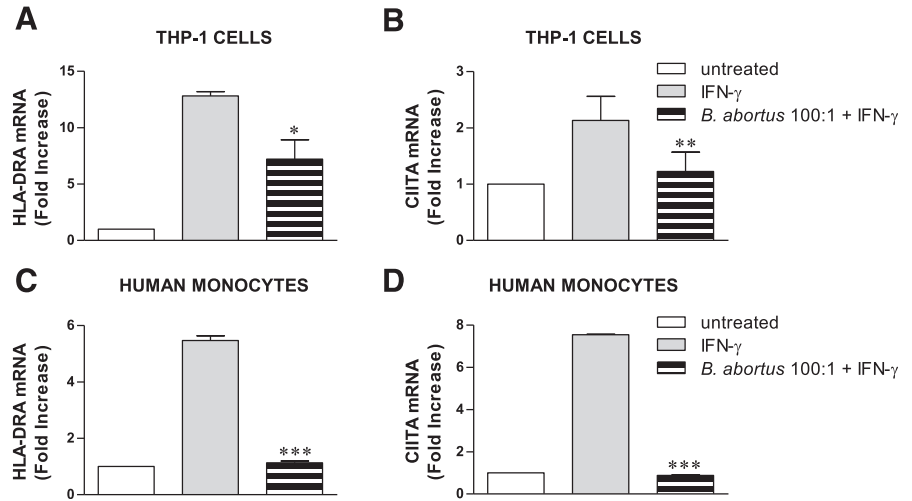 A
THP-1 CELLS
HLA-DRA mRNA
(Fold Increase)
15
10
5
0
*
B
THP-1 CELLS
CIITA mRNA
(Fold Increase)
3
2
1
0
**
untreated
IFN-γ
B. abortus 100:1 + IFN-γ
C
HUMAN MONOCYTES
HLA-DRA mRNA
(Fold Increase)
6
4
2
0
***
D
HUMAN MONOCYTES
CIITA mRNA
(Fold Increase)
8
6
4
2
0
***
untreated
IFN-γ
B. abortus 100:1 + IFN-γ